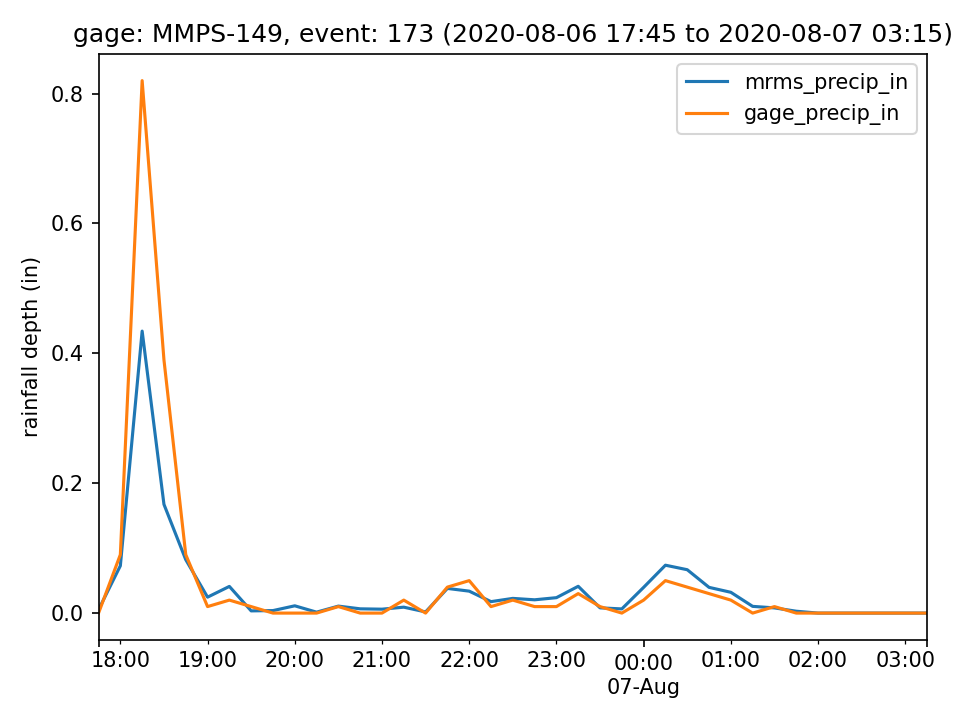 gage: MMPS-149, event: 173 (2020-08-06 17:45 to 2020-08-07 03:15)
mrms_precip_in
gage_precip_in
rainfall depth (in)
0.8
0.6
0.4
0.2
0.0
18:00 19:00 20:00 21:00 22:00 23:00 00:00 01:00 02:00 03:00
07-Aug